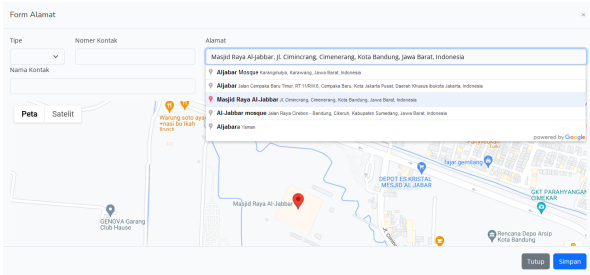 Form Alamat
×
Tipe
Nomer Kontak
Alamat
Masjid Raya Al-Jabbar, Jl. Cimincrang, Cimenerang, Kota Bandung, Jawa Barat, Indonesia
Nama Kontak
Aljabar Mosque Karangmulya, Karawang, Jawa Barat, Indonesia
Aljabar Jalan Cempaka Baru Timur, RT.11/RW.6, Cempaka Baru, Kota Jakarta Pusat, Daerah Khusus Ibukota Jakarta, Indonesia
Masjid Raya Al-Jabbar Jl. Cimincrang, Cimenerang, Kota Bandung, Jawa Barat, Indonesia
Al-Jabbar mosque Jalan Raya Cirebon - Bandung, Cikeruh, Kabupaten Sumedang, Jawa Barat, Indonesia
Aljabara Yaman
powered by Google
Peta
Satelit
Warung soto ayam
+nasi bu ikah
Brunch
fajar gemilang
DEPOT ES KRISTAL
MESJID AL JABAR
GKT PARAHYANGAN
CIMEKAR
Masjid Raya Al-Jabbar
GENOVA Garang
Club Hause
Rencana Depo Arsip
Kota Bandung
Tutup
Simpan